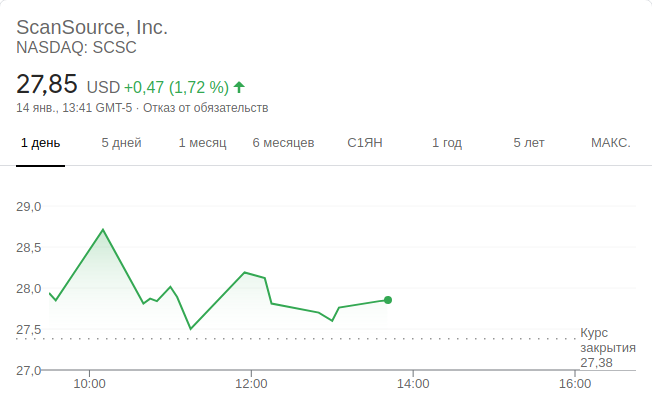 ScanSource, Inc.
NASDAQ: SCSC
27,85 USD +0,47 (1,72 %)
14 янв., 13:41 GMT-5 · Отказ от обязательств
1 день 5 дней 1 месяц 6 месяцев С1ЯН 1 год 5 лет МАКС.
29,0
28,5
28,0
27,5
27,0
Курс
закрытия
27,38
10:00 12:00 14:00 16:00